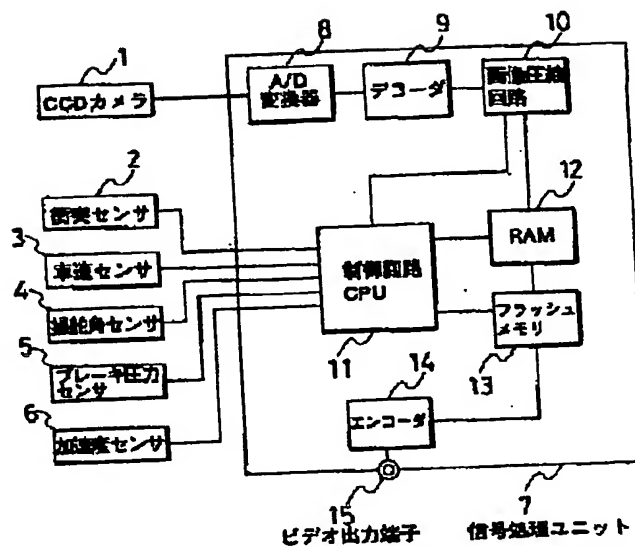 1
CCDカメラ
8
A/D
変換器
9
デコーダ
10
画像圧縮
回路
2
衝突センサ
3
車速センサ
4
操舵角センサ
5
ブレーキ圧力
センサ
6
加速度センサ
制御回路
CPU
11
12
RAM
フラッシュ
メモリ
13
14
エンコーダ
15
ビデオ出力端子
7
信号処理ユニット